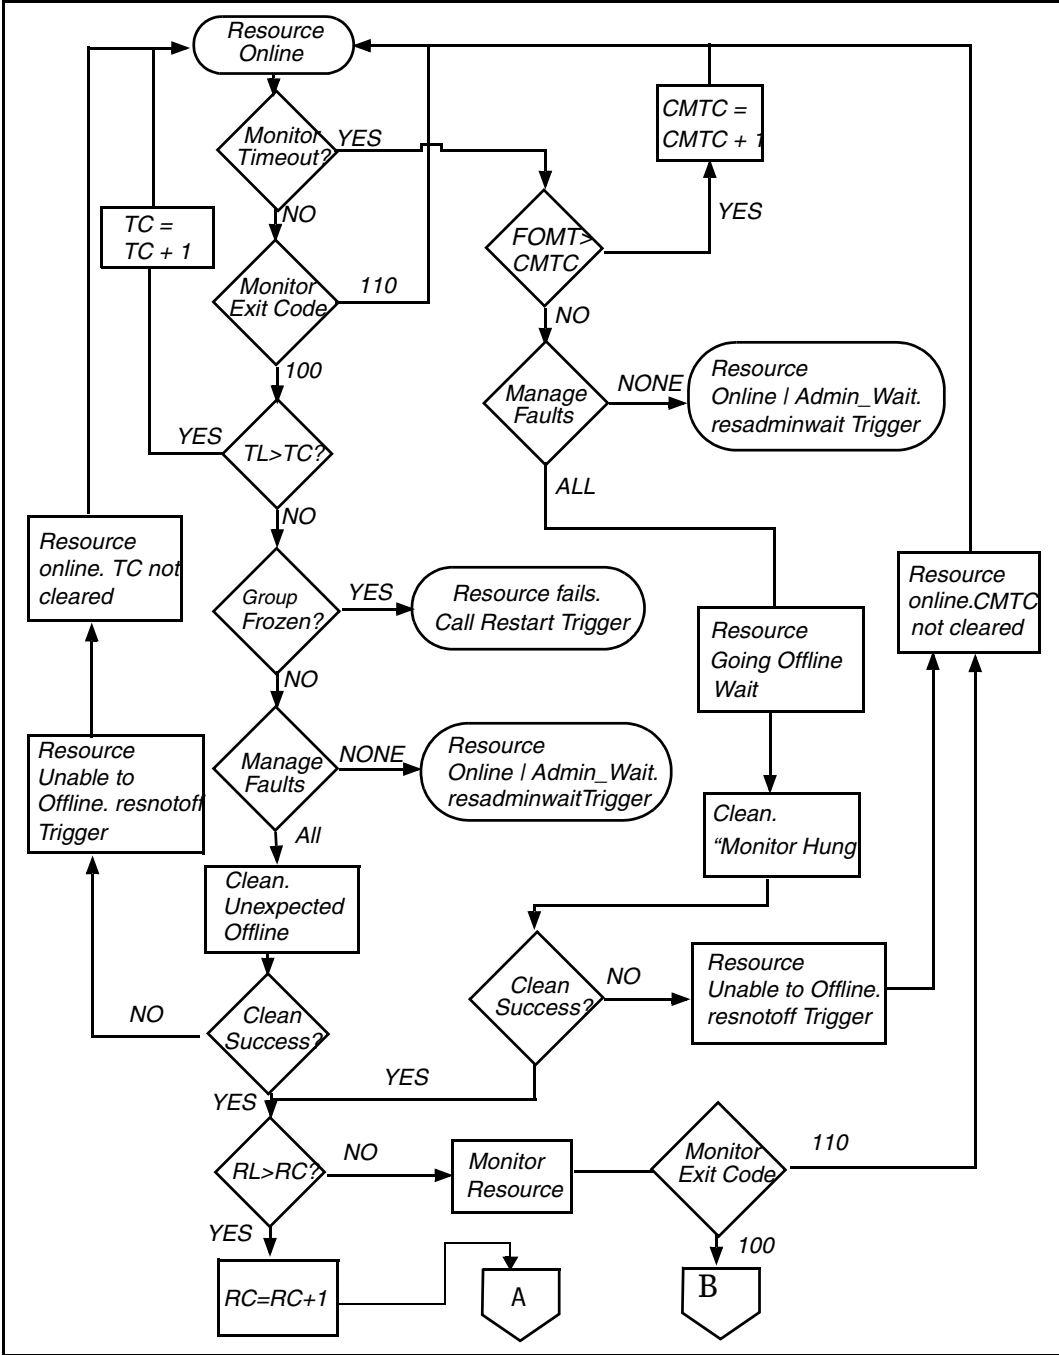 Resource
Online
Monitor
Timeout?
YES
CMTC =
CMTC + 1
NO
TC =
TC + 1
FOMT>
CMTC
YES
Monitor
Exit Code
110
NO
100
Manage
Faults
NONE
Resource
Online | Admin_Wait.
resadminwait Trigger
YES
TL>TC?
ALL
NO
Resource
online. TC not
cleared
Group
Frozen?
YES
Resource fails.
Call Restart Trigger
Resource
online.CMTC
not cleared
Resource
Going Offline
Wait
NO
Resource
Unable to
Offline. resnotoff
Trigger
Manage
Faults
NONE
Resource
Online | Admin_Wait.
resadminwaitTrigger
All
Clean.
“Monitor Hung
Clean.
Unexpected
Offline
Clean
Success?
NO
Resource
Unable to Offline.
resnotoff Trigger
NO
Clean
Success?
YES
YES
RL>RC?
NO
Monitor
Resource
Monitor
Exit Code
110
YES
100
RC=RC+1
A
B